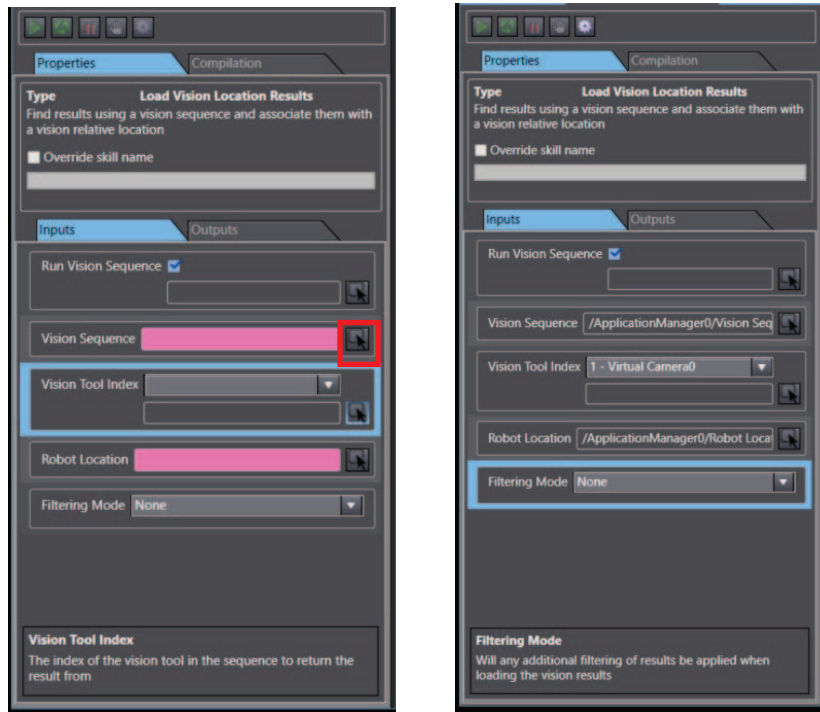 Properties
Compilation
Type Load Vision Location Results
Find results using a vision sequence and associate them with
a vision relative location
Override skill name
Inputs
Outputs
Run Vision Sequence
Vision Sequence
Vision Tool Index
Robot Location
Filtering Mode None
Vision Tool Index
The index of the vision tool in the sequence to return the
result from
Properties
Compilation
Type Load Vision Location Results
Find results using a vision sequence and associate them with
a vision relative location
Override skill name
Inputs
Outputs
Run Vision Sequence
Vision Sequence /ApplicationManager0/Vision Seq
Vision Tool Index 1 - Virtual Camera0
Robot Location /ApplicationManager0/Robot Loca
Filtering Mode None
Filtering Mode
Will any additional filtering of results be applied when
loading the vision results